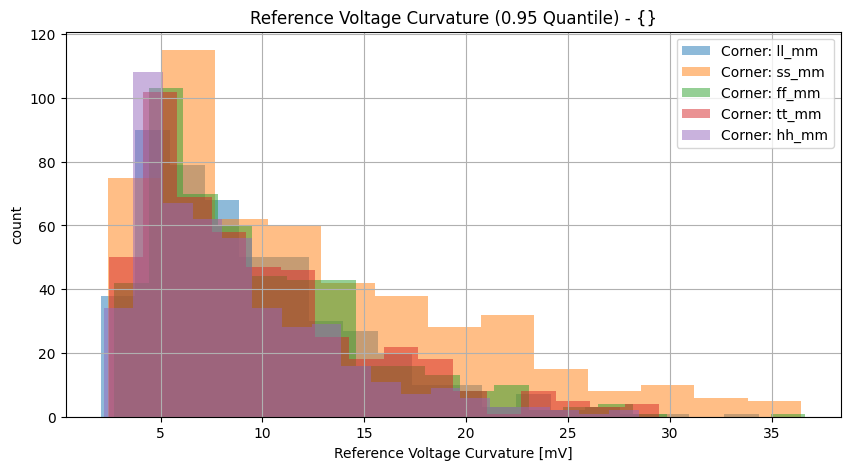 Reference Voltage Curvature (0.95 Quantile) - {}
120
100
80
60
40
20
0
count
Corner: ll_mm
Corner: ss_mm
Corner: ff_mm
Corner: tt_mm
Corner: hh_mm
5 10 15 20 25 30 35
Reference Voltage Curvature [mV]